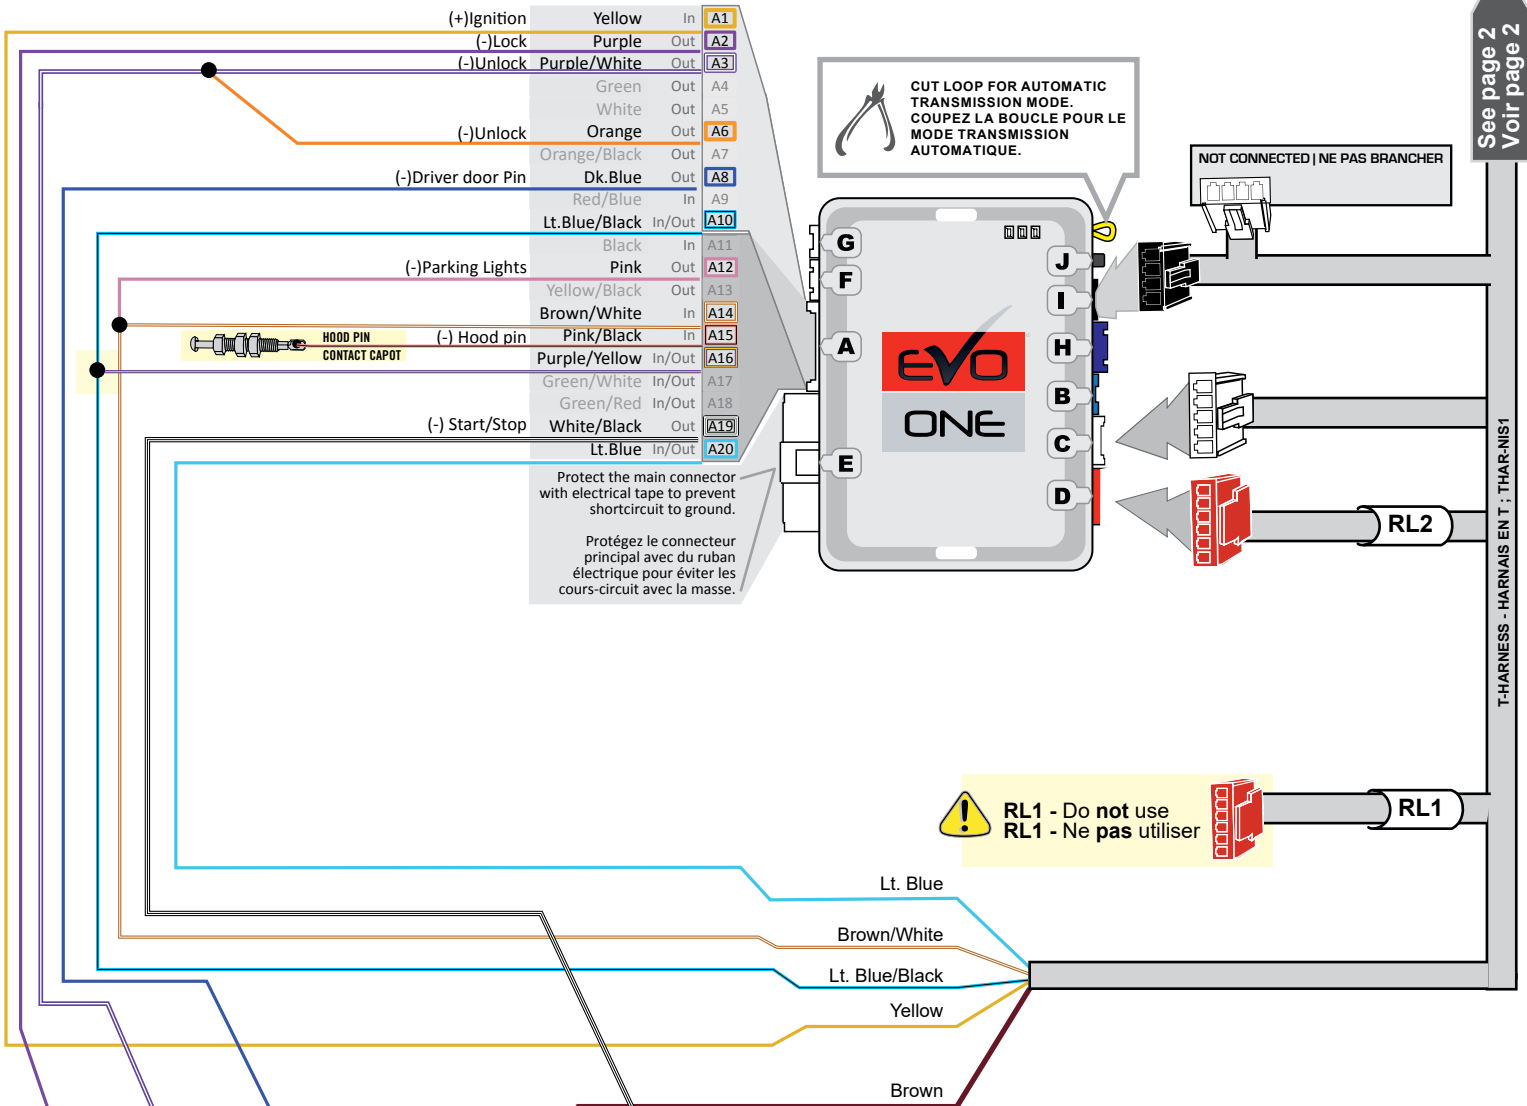 (+)Ignition Yellow In A1
(-)Lock Purple Out A2
(-)Unlock Purple/White Out A3
Green Out A4
White Out A5
(-)Unlock Orange Out A6
Orange/Black Out A7
(-)Driver door Pin Dk.Blue Out A8
Red/Blue In A9
Lt.Blue/Black In/Out A10
Black In A11
(-)Parking Lights Pink Out A12
Yellow/Black Out A13
Brown/White In A14
HOOD PIN
CONTACT CAPOT
(-) Hood pin Pink/Black In A15
Purple/Yellow In/Out A16
Green/White In/Out A17
Green/Red In/Out A18
(-) Start/Stop White/Black Out A19
Lt.Blue In/Out A20
Protect the main connector
with electrical tape to prevent
shortcircuit to ground.
Protégez le connecteur
principal avec du ruban
électrique pour éviter les
cours-circuit avec la masse.
CUT LOOP FOR AUTOMATIC
TRANSMISSION MODE.
COUPEZ LA BOUCLE POUR LE
MODE TRANSMISSION
AUTOMATIQUE.
NOT CONNECTED | NE PAS BRANCHER
See page 2
Voir page 2
G
F
A
E
J
I
H
B
C
D
EVO
ONE
RL2
T-HARNESS - HARNAIS EN T ; THAR-NIS1
RL1 - Do not use
RL1 - Ne pas utiliser
RL1
Lt. Blue
Brown/White
Lt. Blue/Black
Yellow
Brown